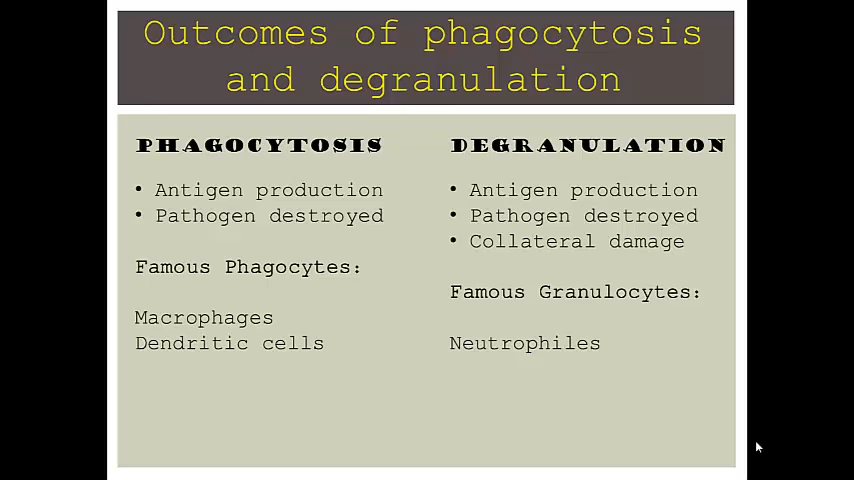 Outcomes of phagocytosis
and degranulation
PHAGOCYTOSIS
• Antigen production
• Pathogen destroyed
Famous Phagocytes:
Macrophages
Dendritic cells
DEGRANULATION
• Antigen production
• Pathogen destroyed
• Collateral damage
Famous Granulocytes:
Neutrophiles